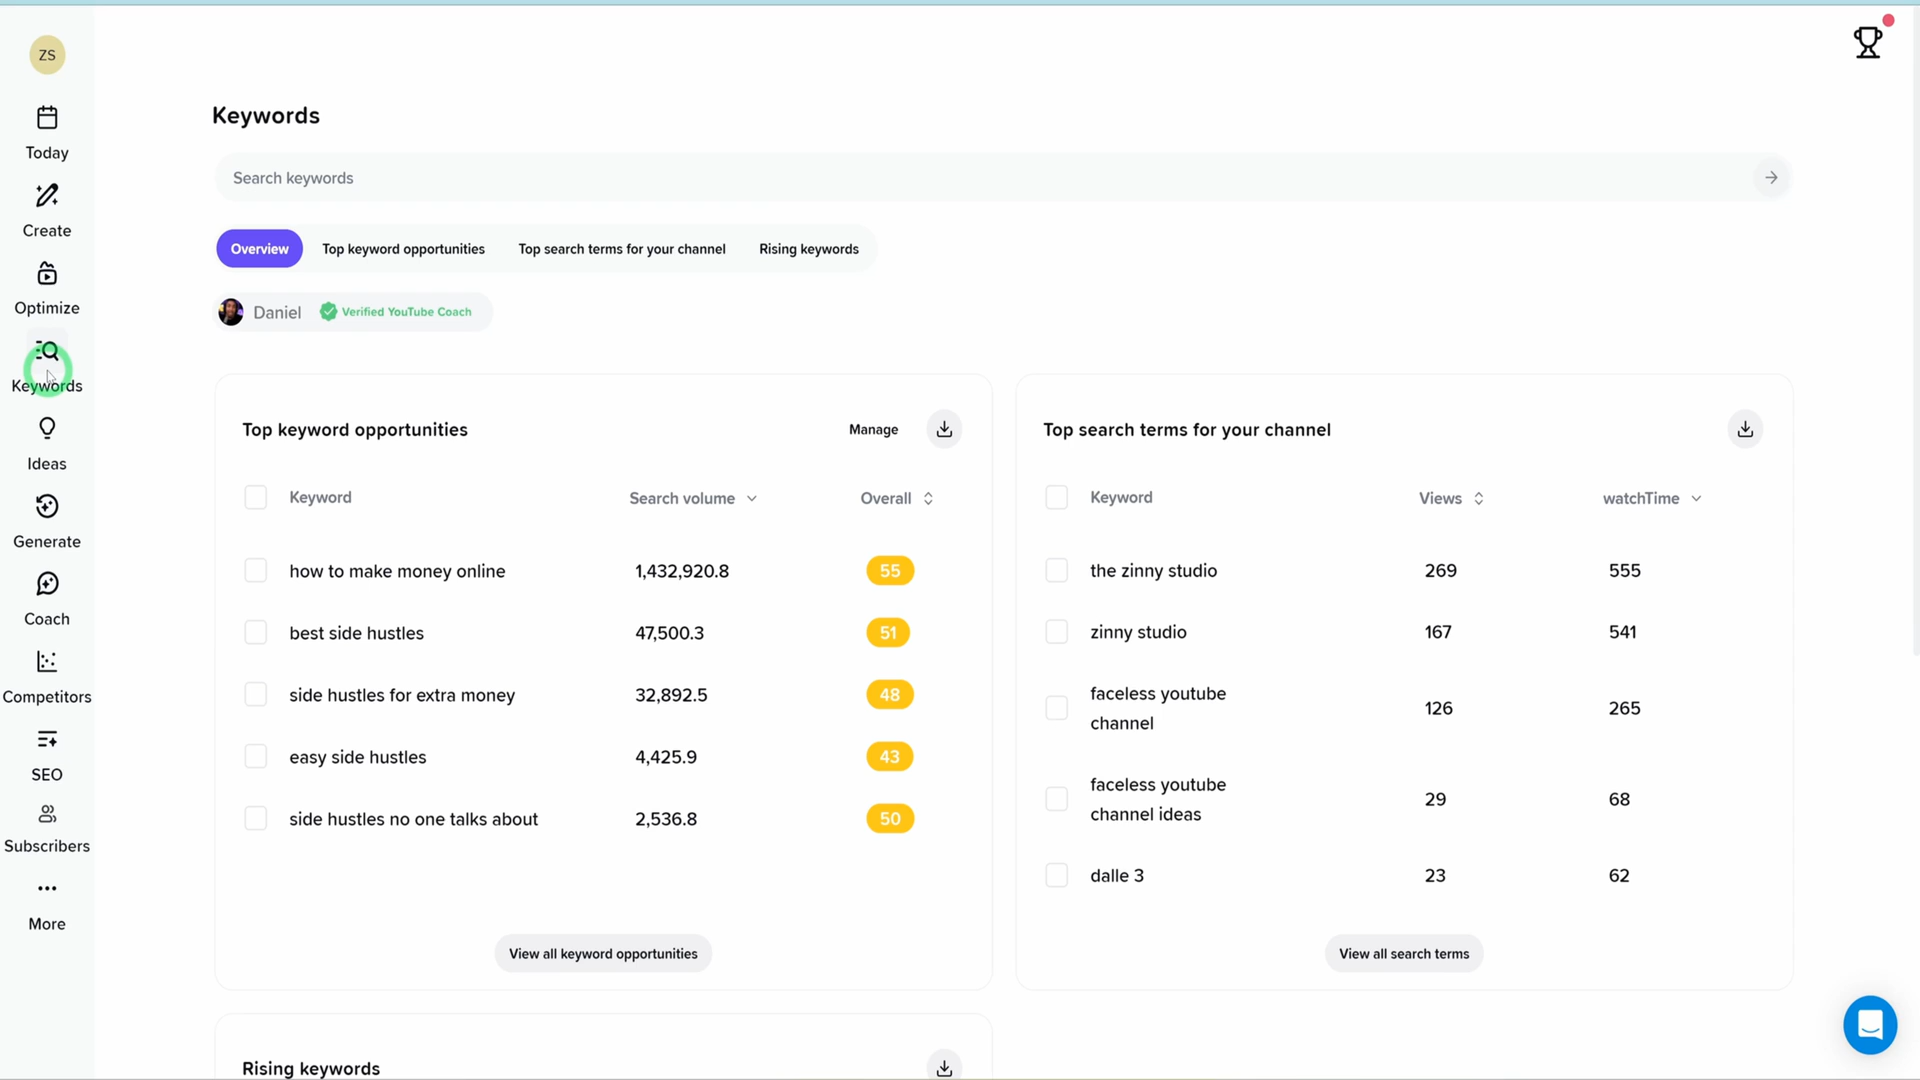 ZS
Today
Create
Optimize
Keywords
Ideas
Generate
Coach
Competitors
SEO
Subscribers
More
Keywords
Search keywords
Overview Top keyword opportunities Top search terms for your channel Rising keywords
Daniel Verified YouTube Coach
Top keyword opportunities Manage
Keyword Search volume Overall
how to make money online 1,432,920.8 55
best side hustles 47,500.3 51
side hustles for extra money 32,892.5 48
easy side hustles 4,425.9 43
side hustles no one talks about 2,536.8 50
View all keyword opportunities
Top search terms for your channel
Keyword Views watchTime
the zinny studio 269 555
zinny studio 167 541
faceless youtube
channel 126 265
faceless youtube
channel ideas 29 68
dalle 3 23 62
View all search terms
Rising keywords